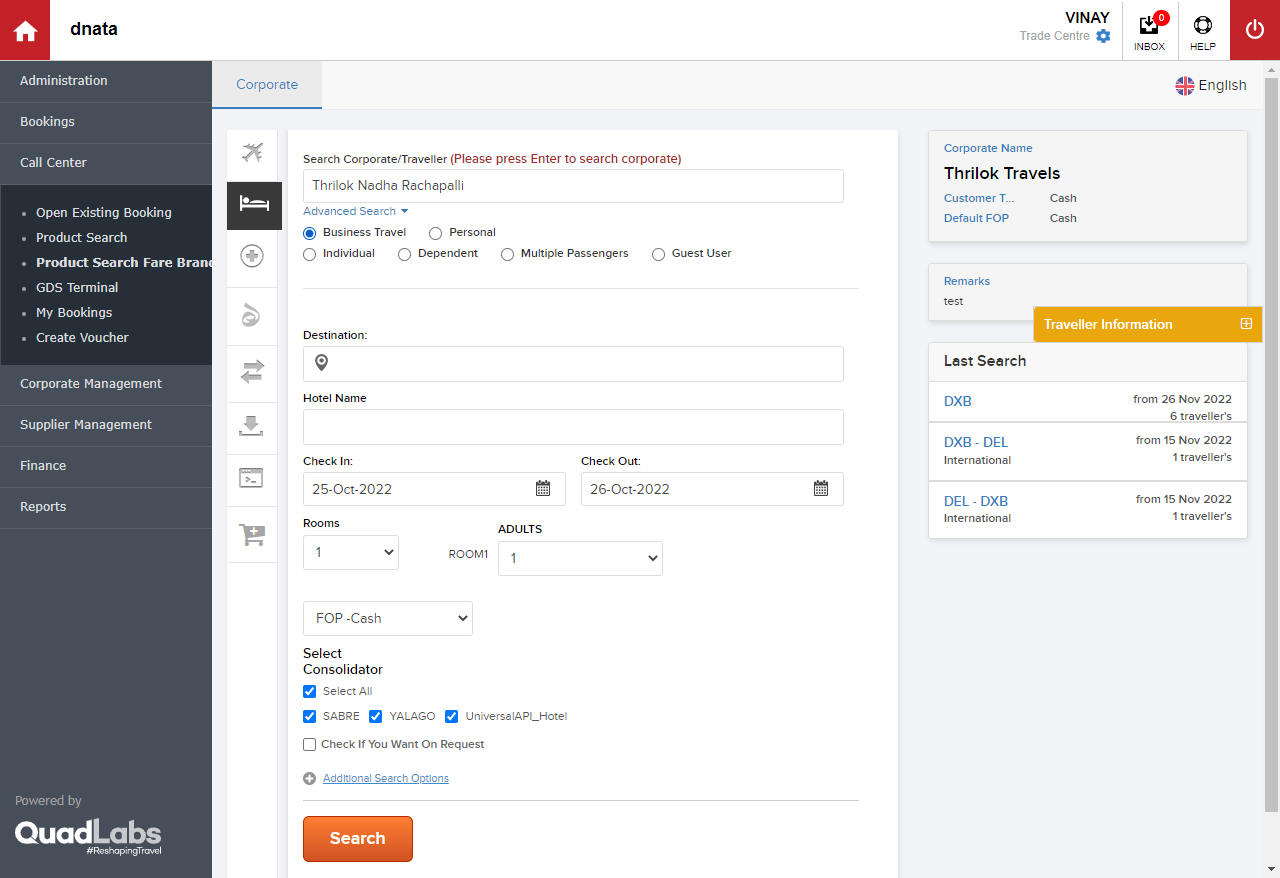 dnata
VINAY
Trade Centre
0
INBOX
HELP
Administration
Bookings
Call Center
Open Existing Booking
Product Search
Product Search Fare Bran
GDS Terminal
My Bookings
Create Voucher
Corporate Management
Supplier Management
Finance
Reports
Powered by
QuadLabs
#ReshapingTravel
Corporate
English
Search Corporate/Traveller (Please press Enter to search corporate)
Thrilok Nadha Rachapalli
Advanced Search
Business Travel Personal
Individual Dependent Multiple Passengers Guest User
Destination:
Hotel Name
Check In: Check Out:
25-Oct-2022 26-Oct-2022
Rooms ADULTS
1 ROOM1 1
FOP -Cash
Select
Consolidator
Select All
SABRE YALAGO UniversalAPI_Hotel
Check If You Want On Request
Additional Search Options
Search
Corporate Name
Thrilok Travels
Customer T... Cash
Default FOP Cash
Remarks
test
Traveller Information
Last Search
DXB from 26 Nov 2022
6 traveller's
DXB - DEL from 15 Nov 2022
International 1 traveller's
DEL - DXB from 15 Nov 2022
International 1 traveller's